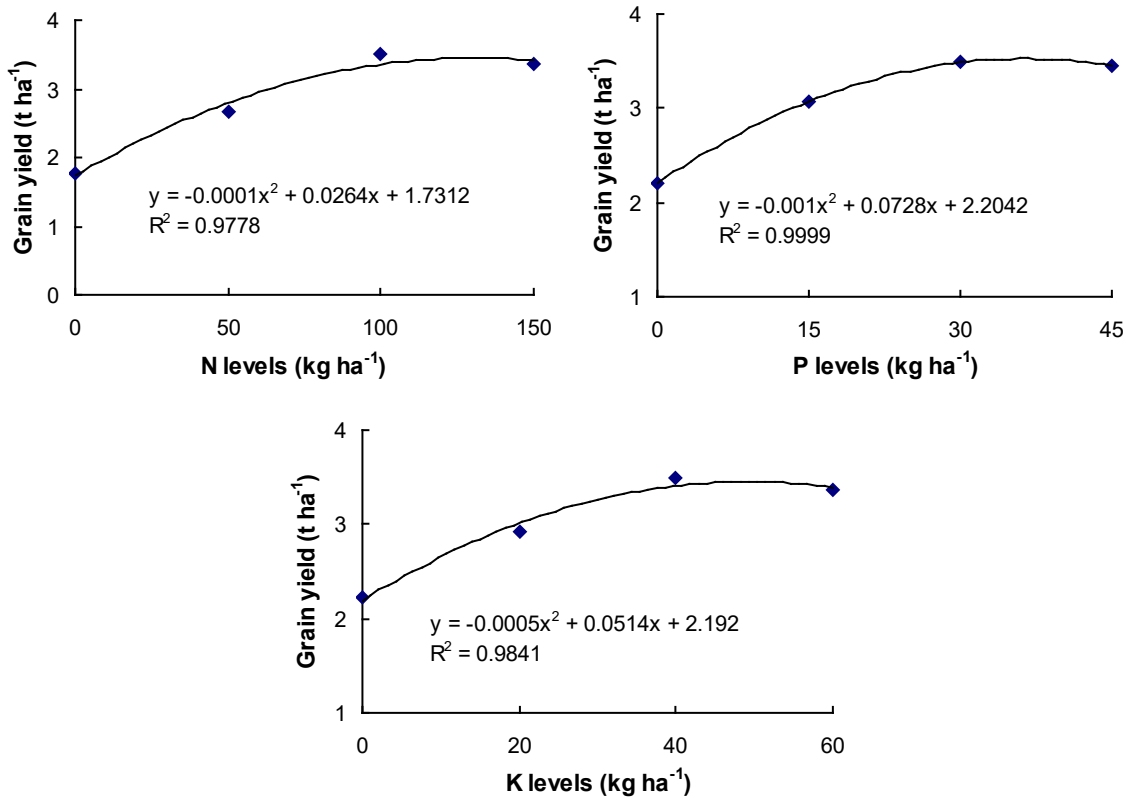 4
3
2
1
0
Grain yield (t ha⁻¹)
y = -0.0001x² + 0.0264x + 1.7312
R² = 0.9778
0 50 100 150
N levels (kg ha⁻¹)
4
3
2
1
Grain yield (t ha⁻¹)
y = -0.001x² + 0.0728x + 2.2042
R² = 0.9999
0 15 30 45
P levels (kg ha⁻¹)
4
3
2
1
Grain yield (t ha⁻¹)
y = -0.0005x² + 0.0514x + 2.192
R² = 0.9841
0 20 40 60
K levels (kg ha⁻¹)